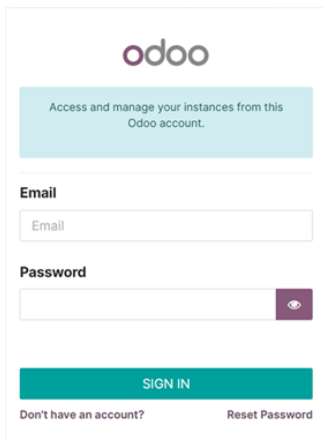 odoo
Access and manage your instances from this
Odoo account.
Email
Email
Password
SIGN IN
Don't have an account? Reset Password